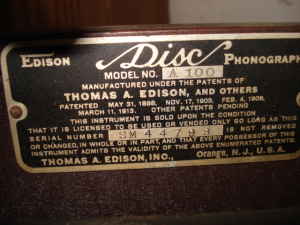 EDISON Disc PHONOGRAPH
MODEL NO. A 100
MANUFACTURED UNDER THE PATENTS OF
THOMAS A. EDISON, AND OTHERS
PATENTED MAY 31, 1898, NOV. 17, 1903, FEB. 4, 1908,
MARCH 11, 1913. OTHER PATENTS PENDING
THIS INSTRUMENT IS SOLD UPON THE CONDITION
THAT IT IS LICENSED TO BE USED OR VENDED ONLY SO LONG AS THIS
SERIAL NUMBER SM IS NOT REMOVED
OR CHANGED, IN WHOLE OR IN PART, AND THAT EVERY POSSESSOR OF THIS
INSTRUMENT ADMITS THE VALIDITY OF THE ABOVE ENUMERATED PATENTS.
THOMAS A. EDISON, INC., Orange, N.J., U.S.A.